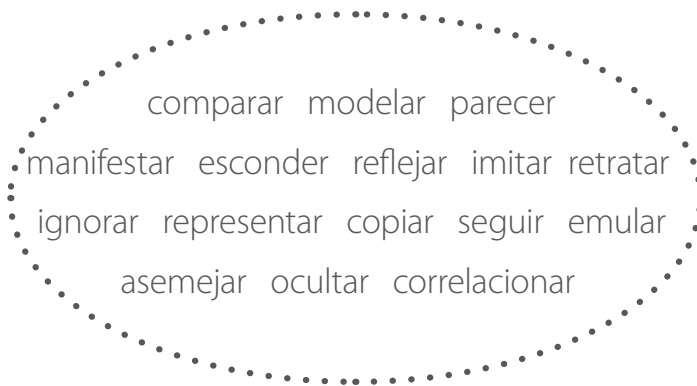 comparar modelar parecer
manifestar esconder reflejar imitar retratar
ignorar representar copiar seguir emular
asemejar ocultar correlacionar